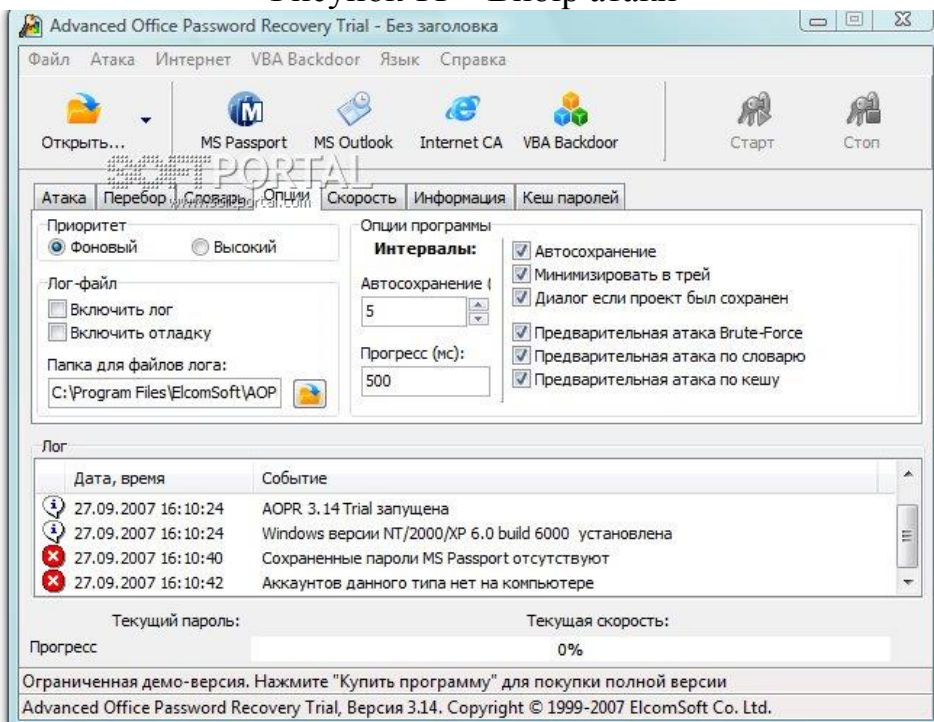 Рисунок 11 – Выбор атаки
Advanced Office Password Recovery Trial - Без заголовка
Файл Атака Интернет VBA Backdoor Язык Справка
Открыть... MS Passport MS Outlook Internet CA VBA Backdoor Старт Стоп
SOFTPORTAL
www.softportal.com
Атака Перебор Словарь Опции Скорость Информация Кеш паролей
Приоритет
Фоновый Высокий
Лог-файл
Включить лог
Включить отладку
Папка для файлов лога:
C:\Program Files\ElcomSoft\AOP
Опции программы
Интервалы:
Автосохранение (
5
Прогресс (мс):
500
Автосохранение
Минимизировать в трей
Диалог если проект был сохранен
Предварительная атака Brute-Force
Предварительная атака по словарю
Предварительная атака по кешу
Лог
Дата, время Событие
27.09.2007 16:10:24 AOPR 3.14 Trial запущена
27.09.2007 16:10:24 Windows версии NT/2000/XP 6.0 build 6000 установлена
27.09.2007 16:10:40 Сохраненные пароли MS Passport отсутствуют
27.09.2007 16:10:42 Аккаунтов данного типа нет на компьютере
Текущий пароль: Текущая скорость:
Прогресс 0%
Ограниченная демо-версия. Нажмите "Купить программу" для покупки полной версии
Advanced Office Password Recovery Trial, Версия 3.14. Copyright © 1999-2007 ElcomSoft Co. Ltd.